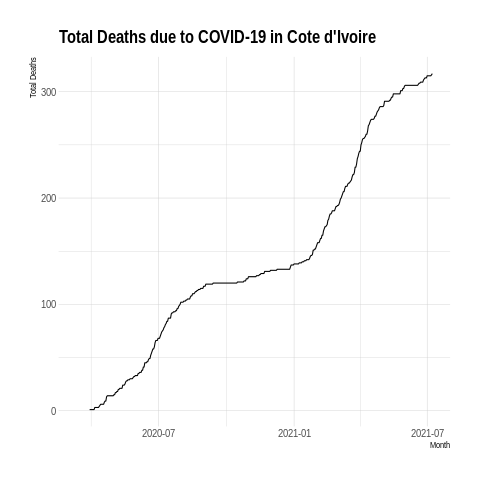 Total Deaths due to COVID-19 in Cote d'Ivoire
Total Deaths
300
200
100
0
2020-07
2021-01
2021-07
Month